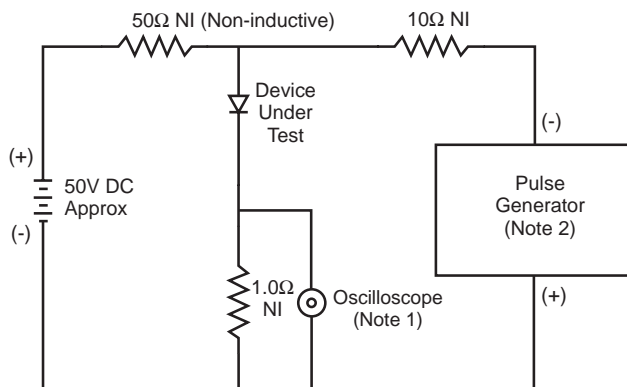 50Ω NI (Non-inductive)
10Ω NI
Device
Under
Test
(+)
50V DC
Approx
(-)
1.0Ω
NI
Oscilloscope
(Note 1)
(-)
Pulse
Generator
(Note 2)
(+)